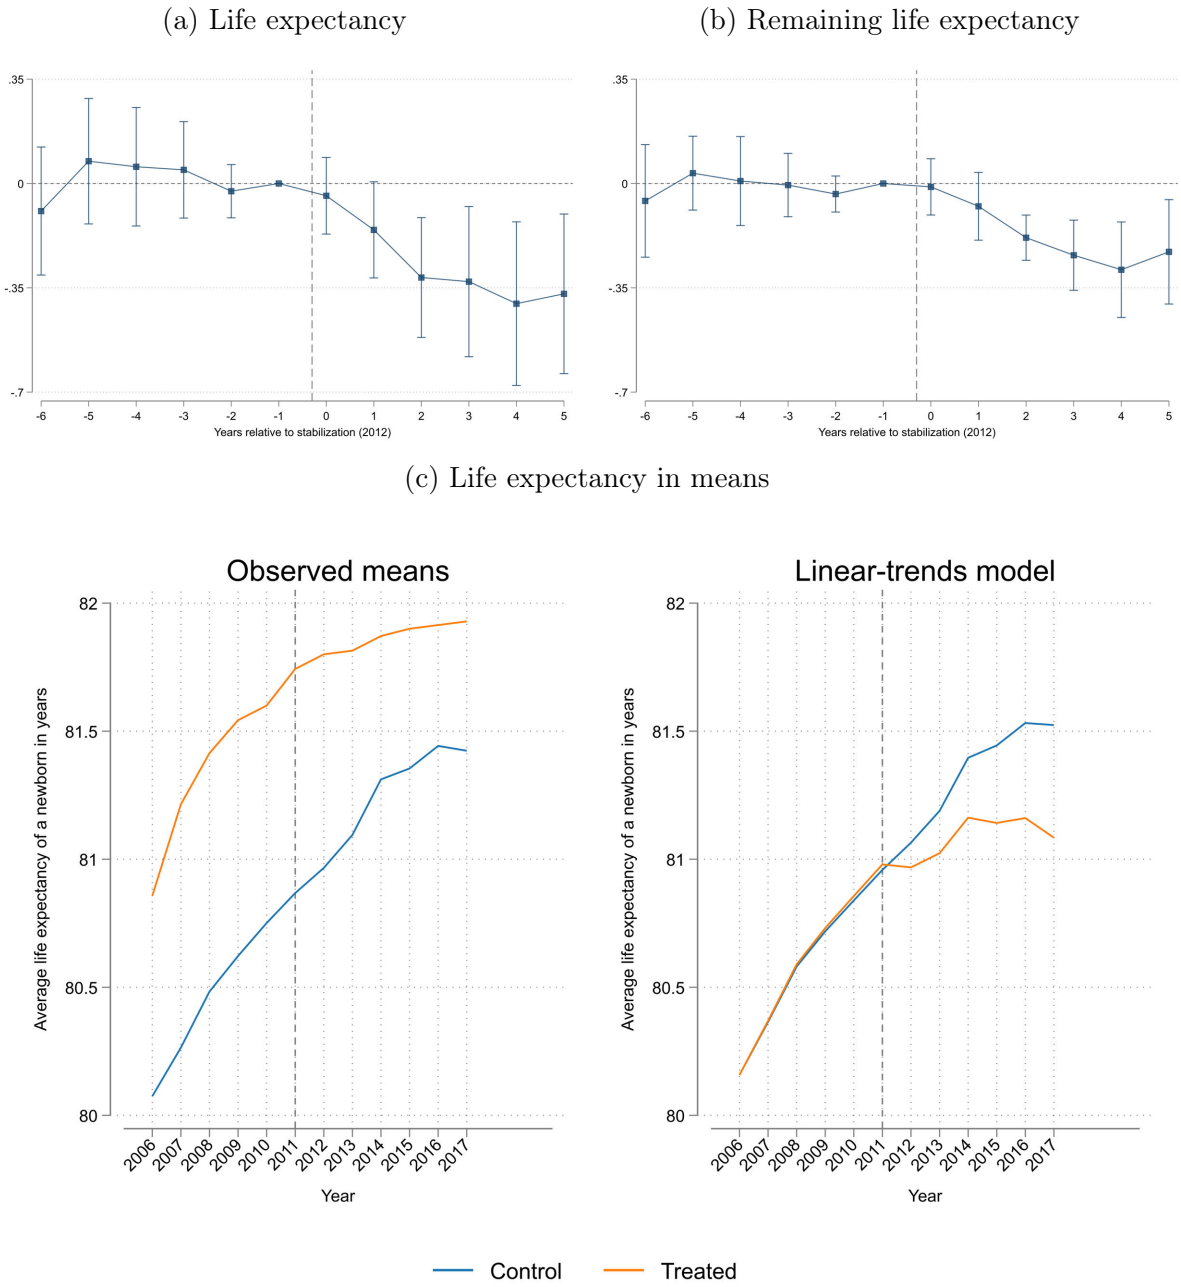 (a) Life expectancy
(b) Remaining life expectancy
.35
0
-.35
-.7
-6 -5 -4 -3 -2 -1 0 1 2 3 4 5
Years relative to stabilization (2012)
.35
0
-.35
-.7
-6 -5 -4 -3 -2 -1 0 1 2 3 4 5
Years relative to stabilization (2012)
(c) Life expectancy in means
Observed means
82
81.5
81
80.5
80
Average life expectancy of a newborn in years
2006 2007 2008 2009 2010 2011 2012 2013 2014 2015 2016 2017
Year
Linear-trends model
82
81.5
81
80.5
80
Average life expectancy of a newborn in years
2006 2007 2008 2009 2010 2011 2012 2013 2014 2015 2016 2017
Year
Control Treated